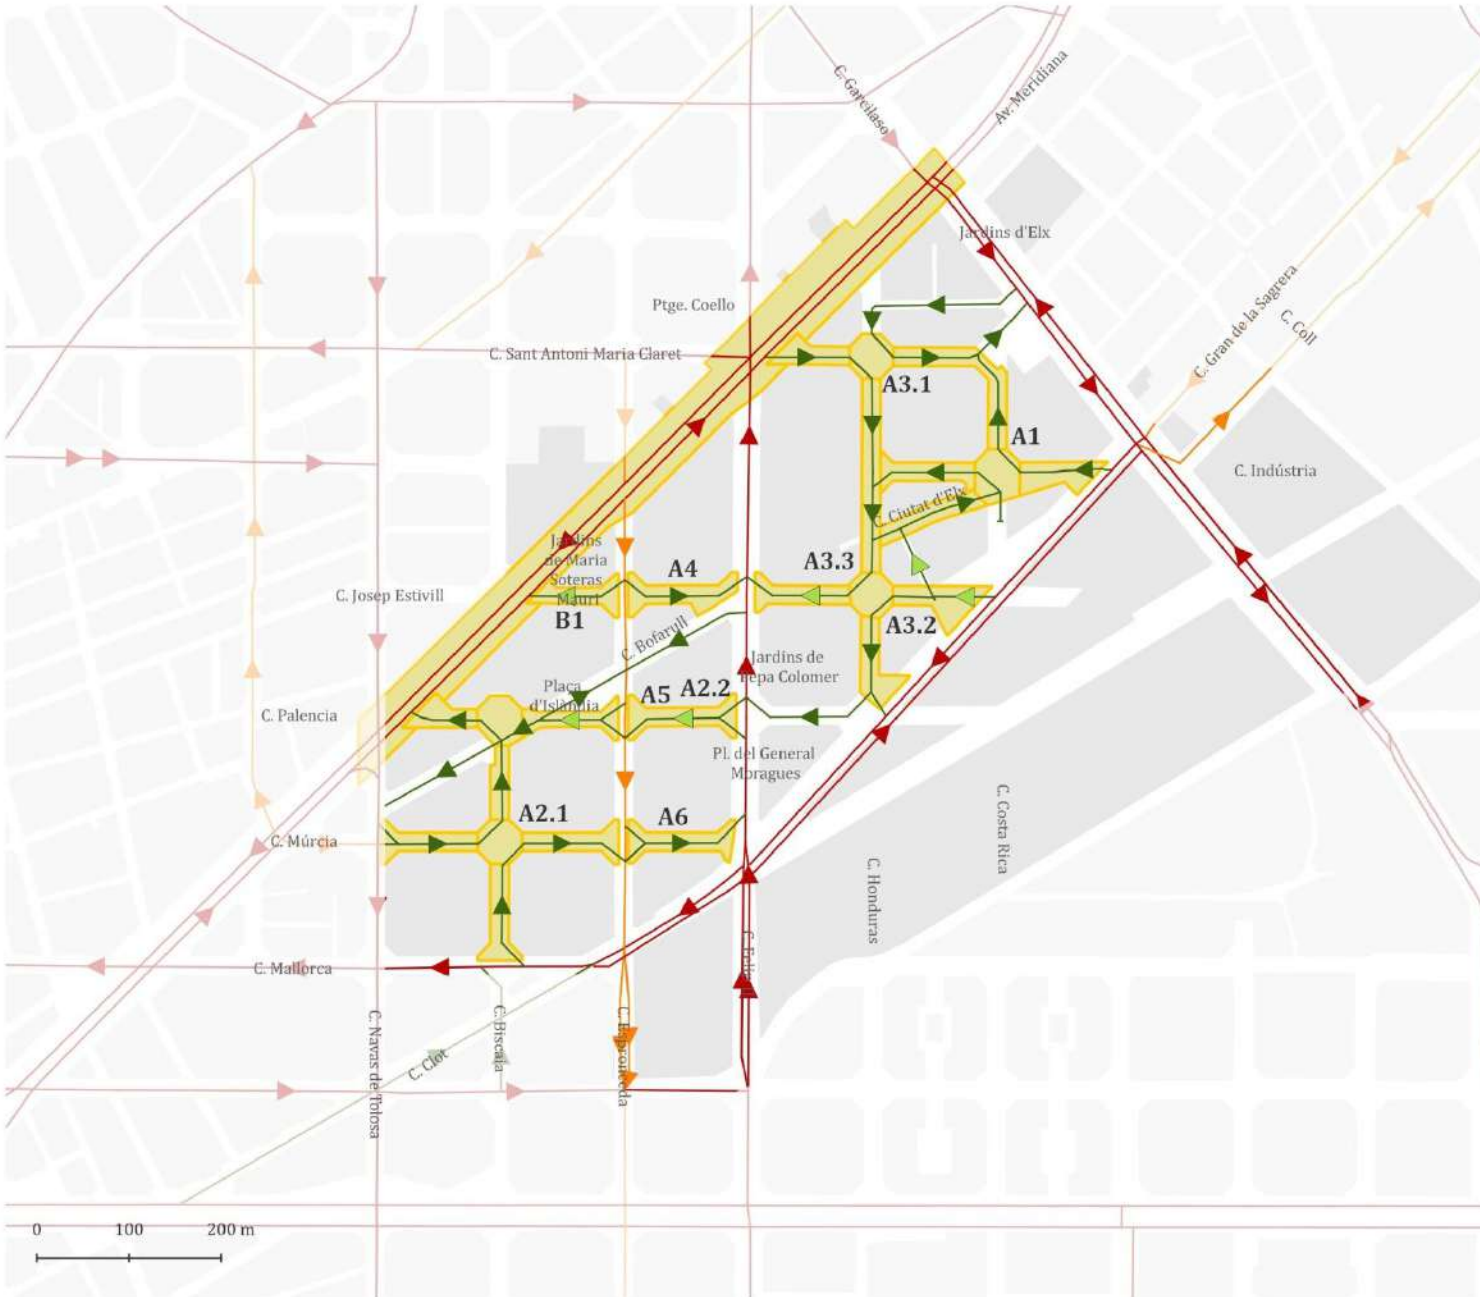 C. Garcilaso
Av. Meridiana
Jardins d'Elx
Ptge. Coello
C. Gran de la Sagrera
C. Coll
C. Sant Antoni Maria Claret
A3.1
A1
C. Indústria
C. Ciutat d'Elx
Jardins
de Maria
Soteras
Mauri
A4
A3.3
C. Josep Estivill
B1
A3.2
C. Bofarull
Jardins de
Pepa Colomer
Plaça
d'Islàndia
A5
A2.2
C. Palencia
Pl. del General
Moragues
A2.1
A6
C. Múrcia
C. Costa Rica
C. Honduras
C. Mallorca
C. Navas de Tolosa
C. Clot
C. Biscaia
C. Espronceda
0
100
200 m